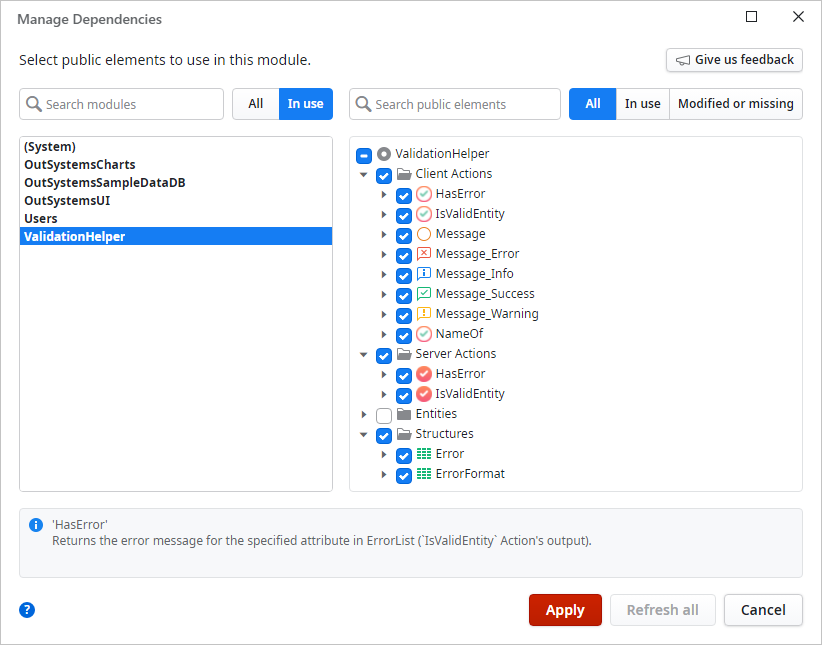 Manage Dependencies
Select public elements to use in this module.
Give us feedback
Search modules
All
In use
Search public elements
All
In use
Modified or missing
(System)
OutSystemsCharts
OutSystemsSampleDataDB
OutSystemsUI
Users
ValidationHelper
ValidationHelper
Client Actions
HasError
IsValidEntity
Message
Message_Error
Message_Info
Message_Success
Message_Warning
NameOf
Server Actions
HasError
IsValidEntity
Entities
Structures
Error
ErrorFormat
'HasError'
Returns the error message for the specified attribute in ErrorList (`IsValidEntity` Action's output).
?
Apply
Refresh all
Cancel